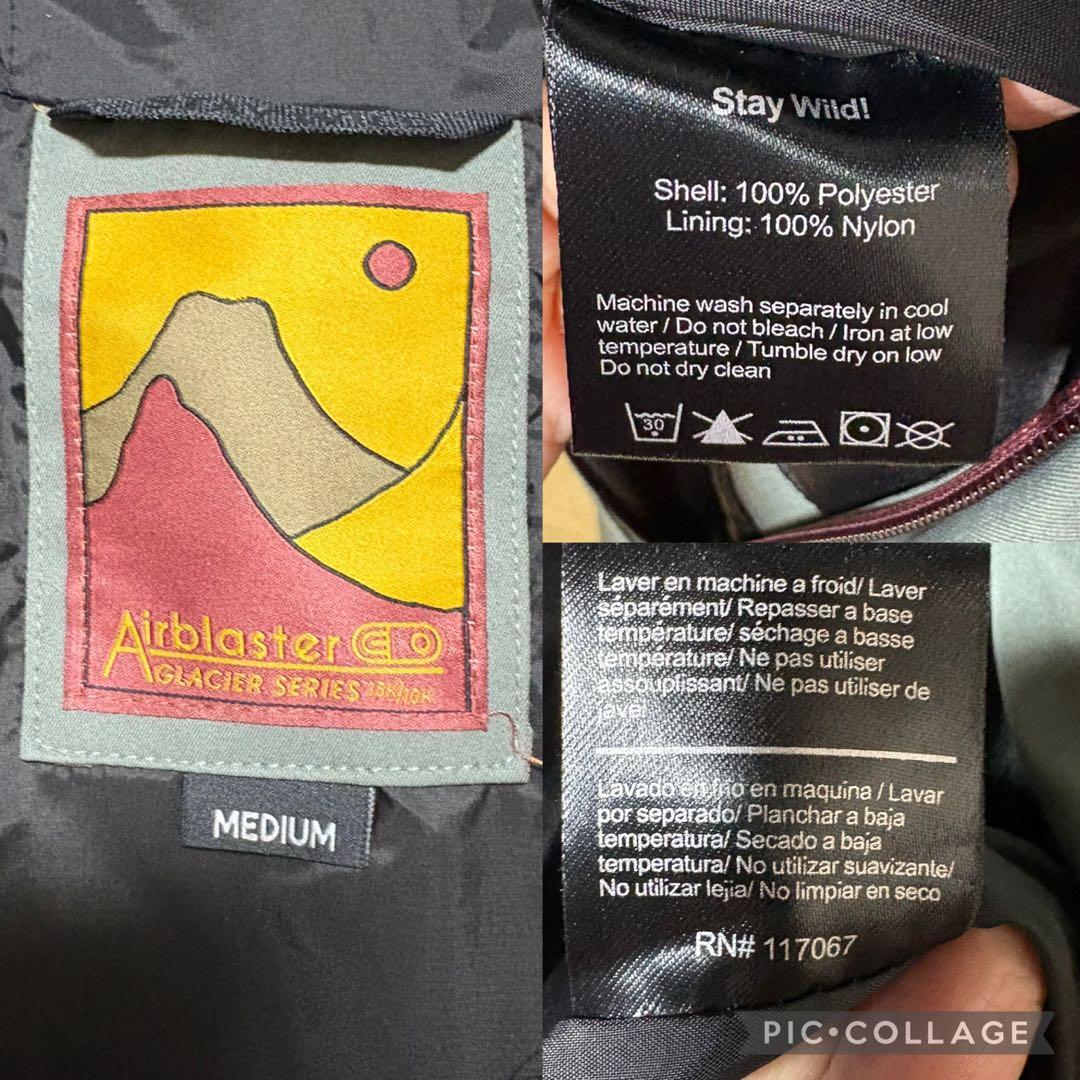 Airblaster
GLACIER SERIES 15K/10K
MEDIUM
Stay Wild!
Shell: 100% Polyester
Lining: 100% Nylon
Machine wash separately in cool
water / Do not bleach / Iron at low
temperature / Tumble dry on low
Do not dry clean
30
Laver en machine a froid/ Laver
séparément/ Repasser a base
température/ séchage a basse
température/ Ne pas utiliser
assouplissant/ Ne pas utiliser de
javel
Lavado en frio en maquina / Lavar
por separado/ Planchar a baja
temperatura/ Secado a baja
temperatura/ No utilizar suavizante/
No utilizar lejia/ No limpiar en seco
RN# 117067
PIC•COLLAGE